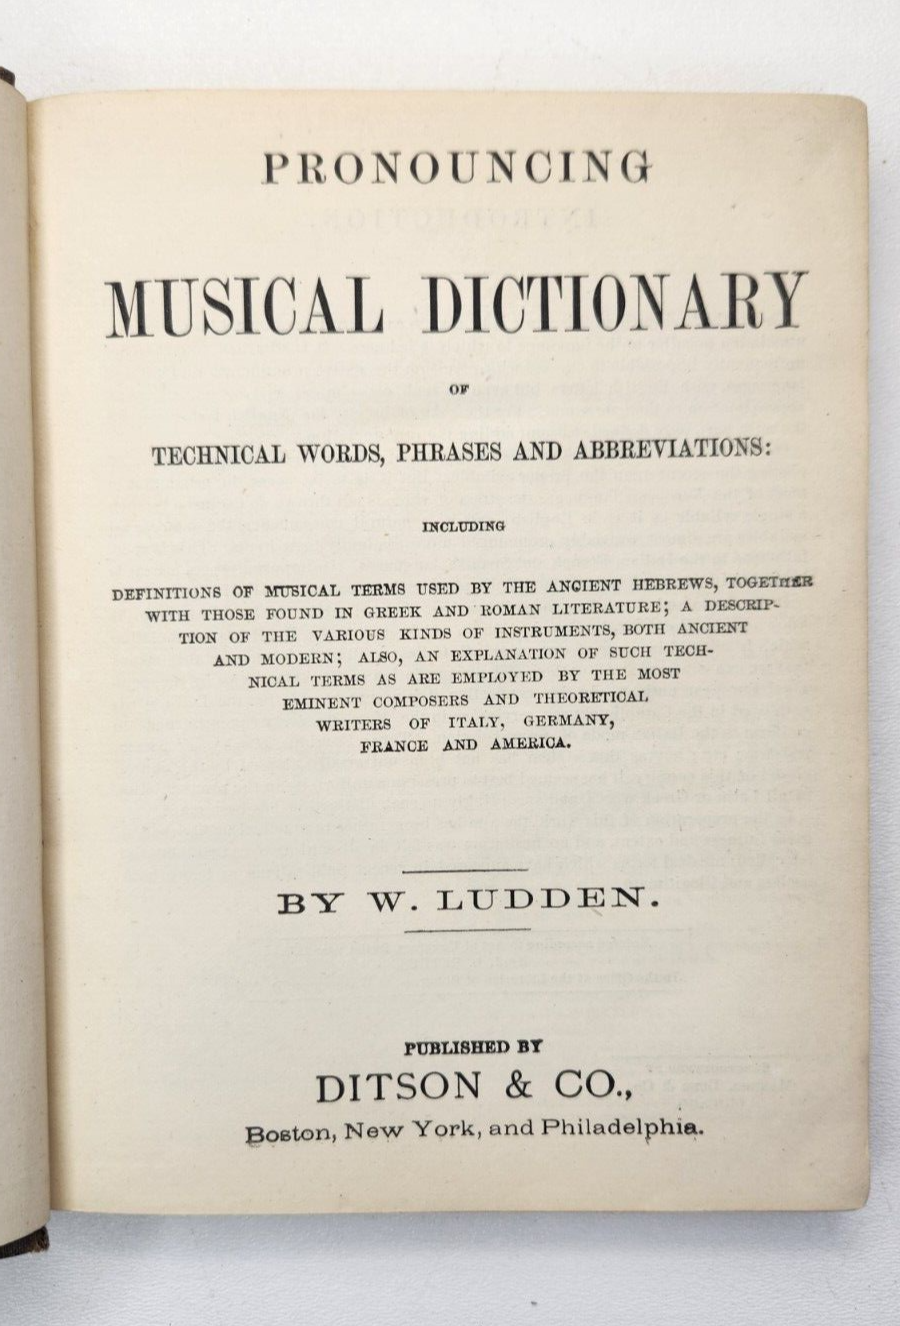 PRONOUNCING
MUSICAL DICTIONARY
OF
TECHNICAL WORDS, PHRASES AND ABBREVIATIONS:
INCLUDING
DEFINITIONS OF MUSICAL TERMS USED BY THE ANCIENT HEBREWS, TOGETHER
WITH THOSE FOUND IN GREEK AND ROMAN LITERATURE; A DESCRIP-
TION OF THE VARIOUS KINDS OF INSTRUMENTS, BOTH ANCIENT
AND MODERN; ALSO, AN EXPLANATION OF SUCH TECH-
NICAL TERMS AS ARE EMPLOYED BY THE MOST
EMINENT COMPOSERS AND THEORETICAL
WRITERS OF ITALY, GERMANY,
FRANCE AND AMERICA.
BY W. LUDDEN.
PUBLISHED BY
DITSON & CO.,
Boston, New York, and Philadelphia.